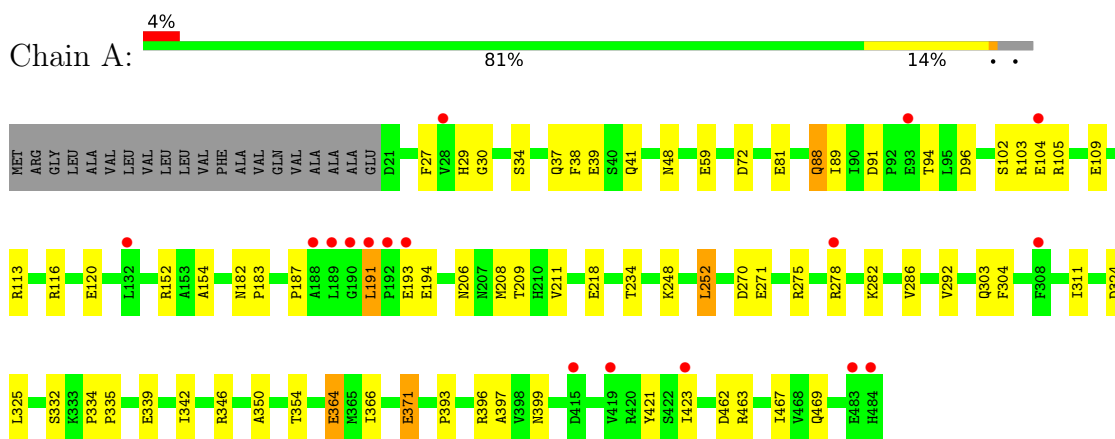 4%
Chain A:
81% 14% • •
MET ARG GLY LEU ALA VAL LEU VAL LEU LEU VAL PHE ALA VAL GLN VAL ALA ALA ALA GLU D21 F27 V28 H29 G30 S34 Q37 F38 E39 S40 Q41 N48 E59 D72 E81 Q88 I89 I90 D91 P92 E93 T94 L95 D96 S102 R103 E104 R105 E109
R113 R116 E120 L132 R152 A153 A154 N182 P183 P187 A188 L189 G190 L191 P192 E193 E194 N206 N207 M208 T209 H210 V211 E218 T234 K248 L252 D270 E271 R275 R278 K282 V286 V292 Q303 F304 F308 I311
L325 S332 K333 P334 P335 E339 I342 R346 A350 T354 E364 M365 I366 E371 P393 R396 A397 V398 N399 D415 V419 R420 Y421 S422 I423 D462 R463 I467 V468 Q469 E483 H484